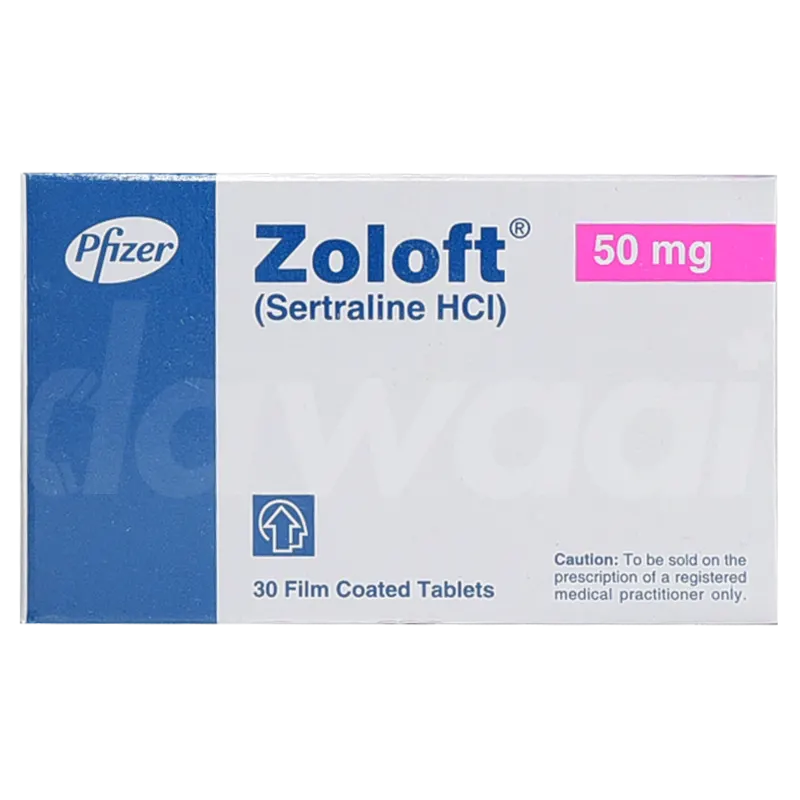 Pfizer
Zoloft®
(Sertraline HCl)
50 mg
dawaai
30 Film Coated Tablets
Caution: To be sold on the
prescription of a registered
medical practitioner only.